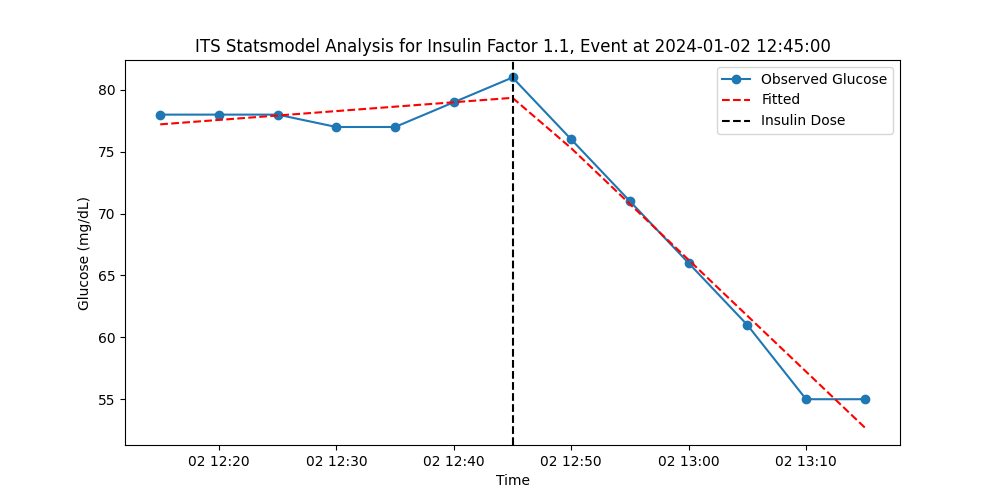 ITS Statsmodel Analysis for Insulin Factor 1.1, Event at 2024-01-02 12:45:00
Observed Glucose
Fitted
Insulin Dose
Glucose (mg/dL)
80
75
70
65
60
55
02 12:20
02 12:30
02 12:40
02 12:50
02 13:00
02 13:10
Time